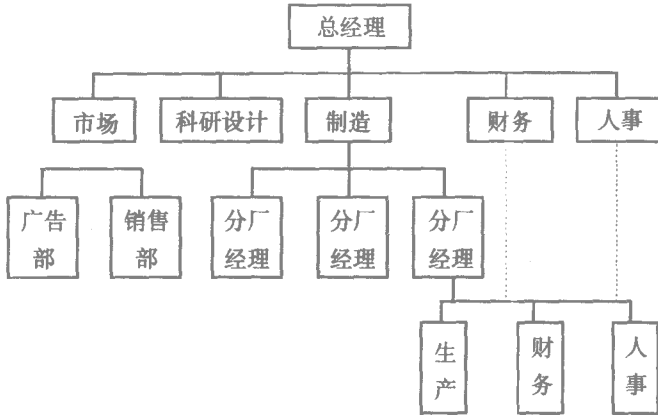 总经理
市场
科研设计
制造
财务
人事
广告
部
销售
部
分厂
经理
分厂
经理
分厂
经理
生
产
财
务
人
事